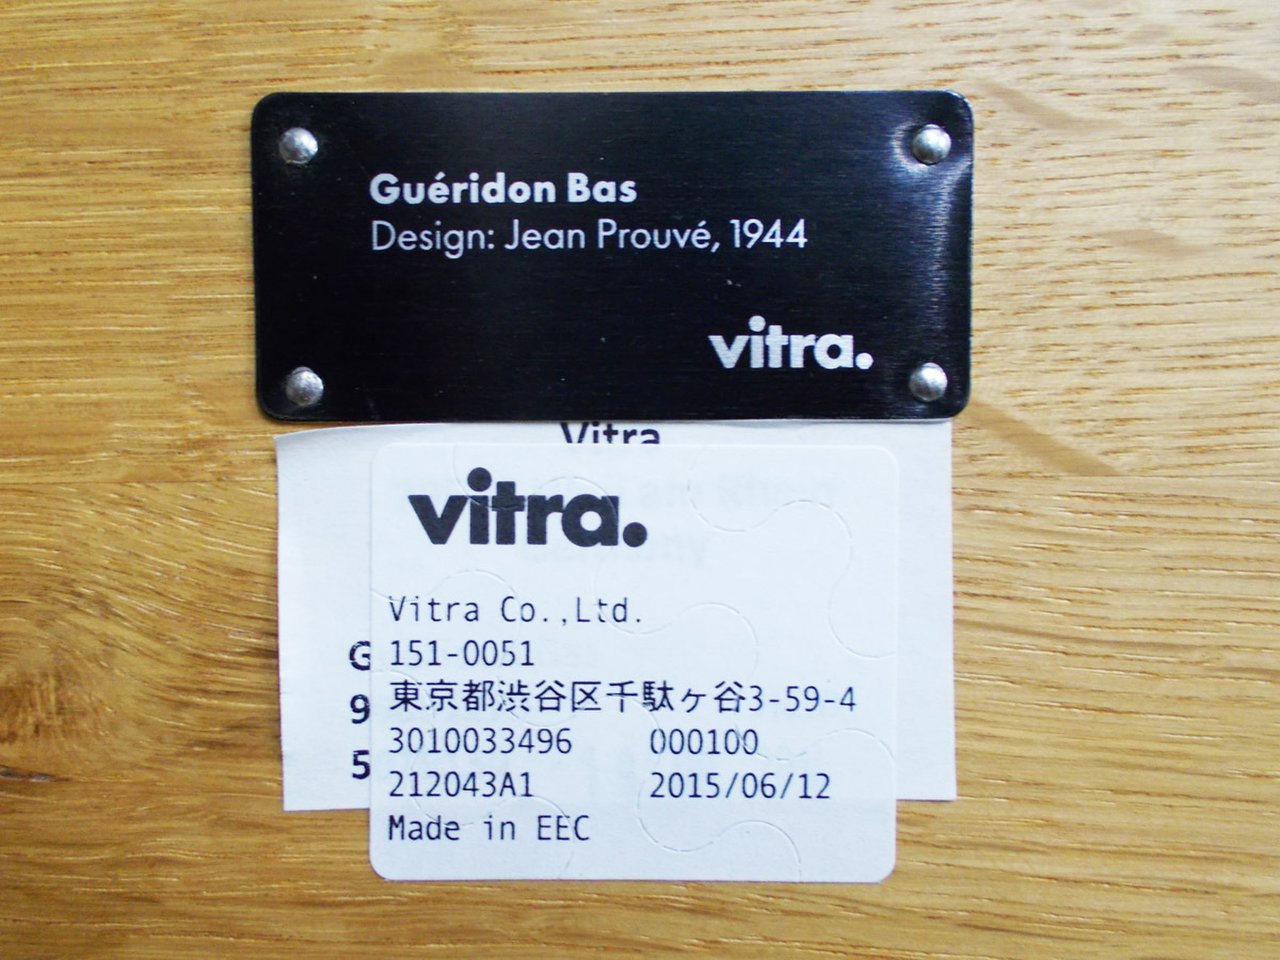 Guéridon Bas
Design: Jean Prouvé, 1944
vitra.
Vitra
vitra.
Vitra Co.,Ltd.
G
151-0051
東京都渋谷区千駄ヶ谷3-59-4
9
3010033496 000100
5
212043A1 2015/06/12
Made in EEC